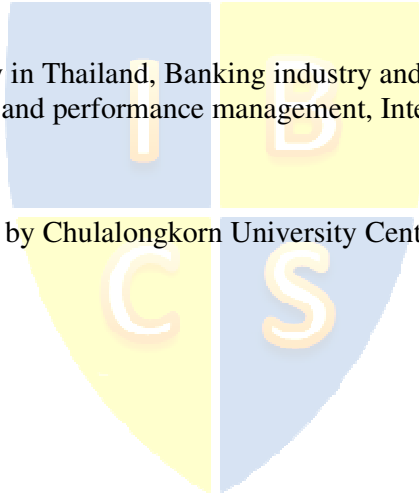 in Thailand, Banking industry and
and performance management, Inte
I B
by Chulalongkorn University Cent
C S